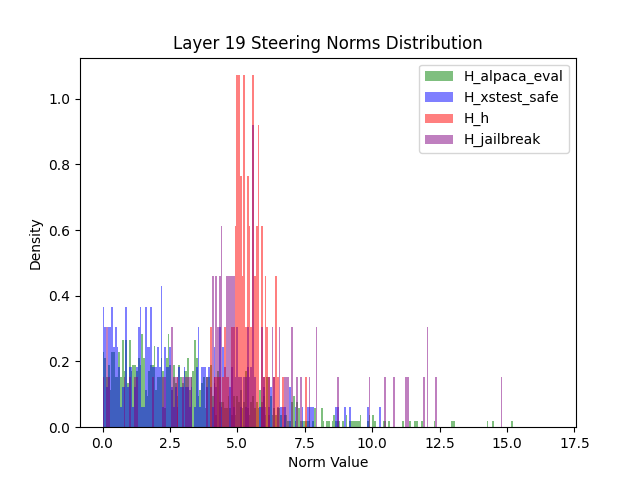 Layer 19 Steering Norms Distribution
H_alpaca_eval
H_xstest_safe
H_h
H_jailbreak
Density
1.0
0.8
0.6
0.4
0.2
0.0
0.0 2.5 5.0 7.5 10.0 12.5 15.0 17.5
Norm Value